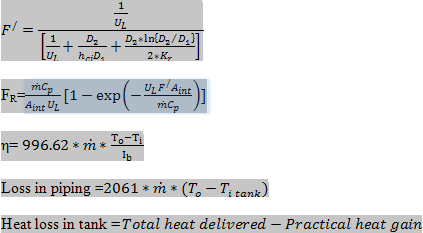 F^/ = (1/U_L) / [1/U_L + D_2/(h_ci D_1) + (D_2*ln{D_2/D_1})/(2*K_r)]
F_R = (ṁC_p)/(A_int U_L) [1 − exp(−(U_L F^/ A_int)/(ṁC_p))]
η= 996.62 * ṁ * (T_o−T_i)/I_b
Loss in piping =2061 * ṁ * (T_o − T_i tank)
Heat loss in tank =Total heat delivered − Practical heat gain